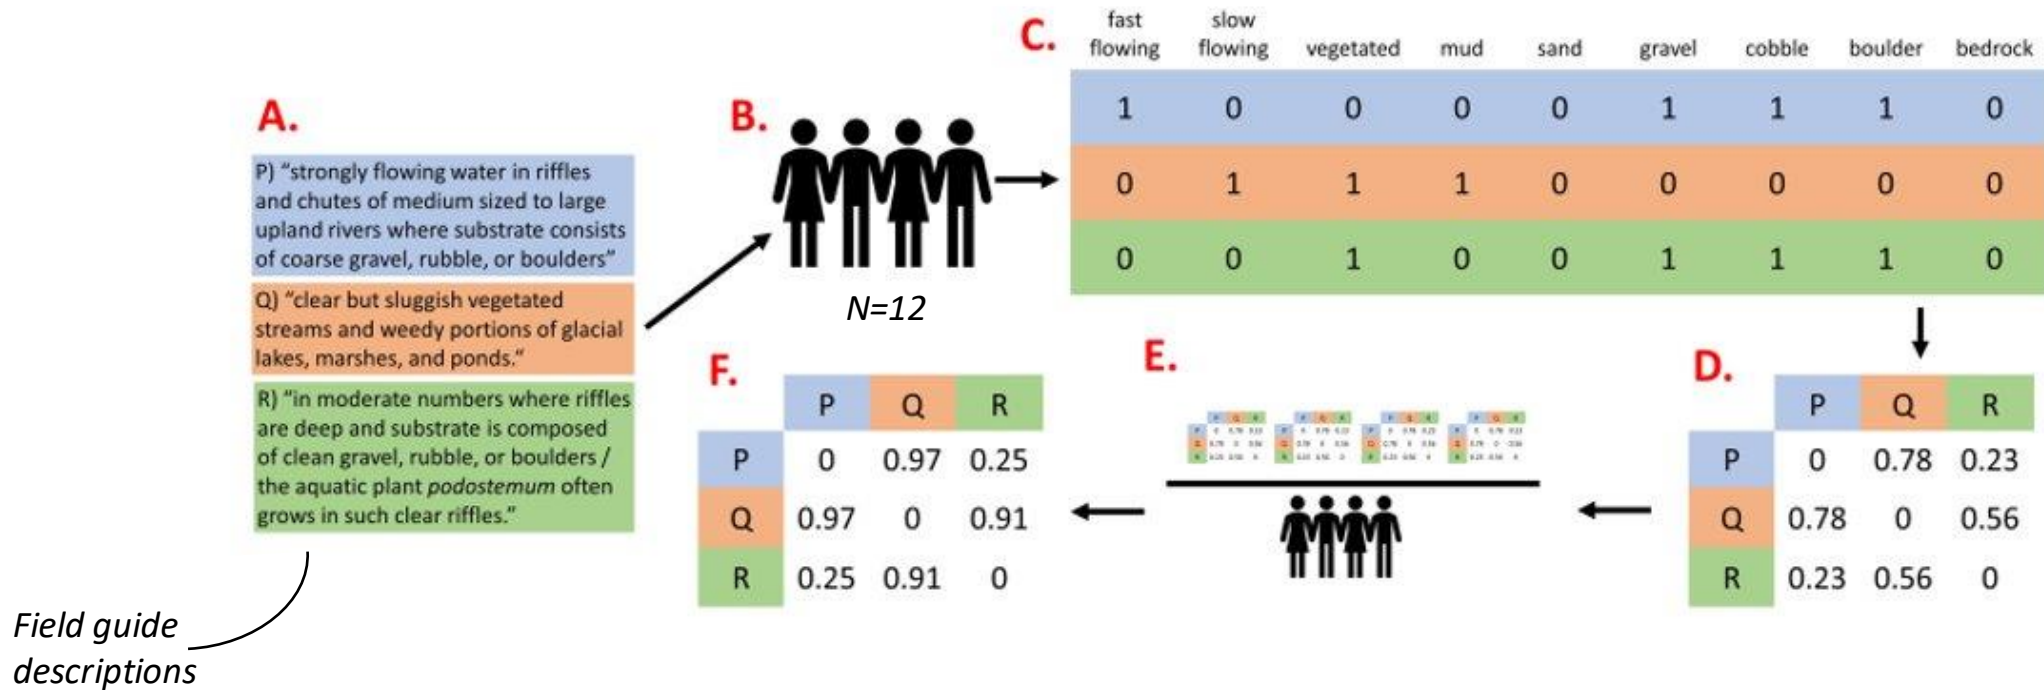 A.
P) “strongly flowing water in riffles
and chutes of medium sized to large
upland rivers where substrate consists
of coarse gravel, rubble, or boulders”
Q) “clear but sluggish vegetated
streams and weedy portions of glacial
lakes, marshes, and ponds.”
R) “in moderate numbers where riffles
are deep and substrate is composed
of clean gravel, rubble, or boulders /
the aquatic plant podostemum often
grows in such clear riffles.”
Field guide
descriptions
B.
N=12
C.
fast flowing slow flowing vegetated mud sand gravel cobble boulder bedrock
1 0 0 0 0 1 1 1 0
0 1 1 1 0 0 0 0 0
0 0 1 0 0 1 1 1 0
D.
P Q R
P 0 0.78 0.23
Q 0.78 0 0.56
R 0.23 0.56 0
E.
F.
P Q R
P 0 0.97 0.25
Q 0.97 0 0.91
R 0.25 0.91 0